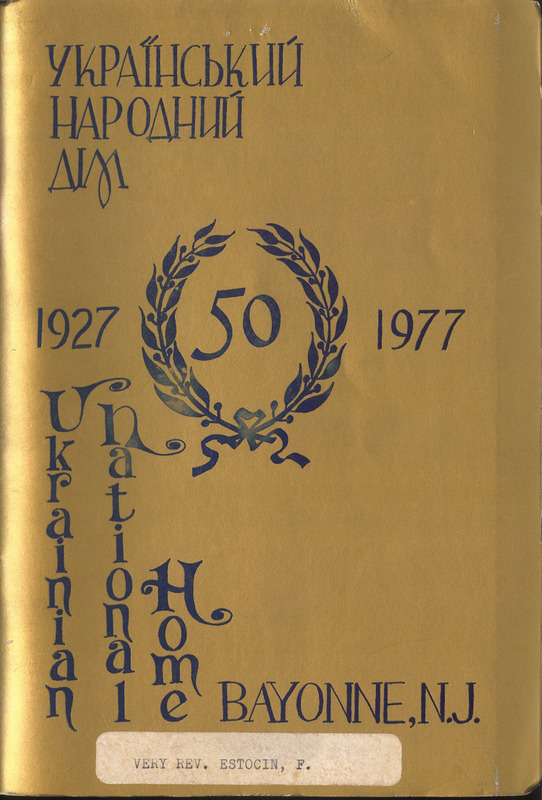 УКРАЇНСЬКИЙ
НАРОДНИЙ
ДІМ
1927
50
1977
Ukrainian
National
Home
BAYONNE, N.J.
VERY REV. ESTOCIN, F.